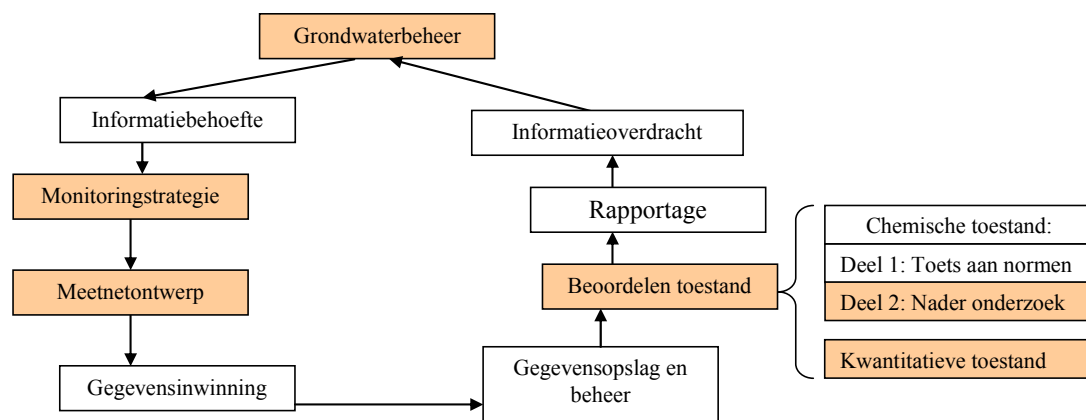 Grondwaterbeheer
Informatiebehoefte
Informatieoverdracht
Monitoringstrategie
Rapportage
Chemische toestand:
Deel 1: Toets aan normen
Meetnetontwerp
Beoordelen toestand
Deel 2: Nader onderzoek
Kwantitatieve toestand
Gegevensinwinning
Gegevensopslag en
beheer